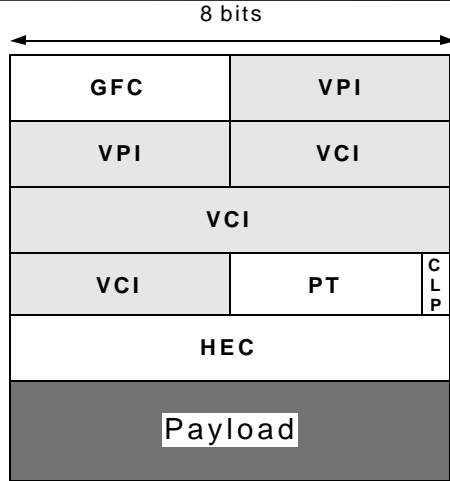 8 bits
GFC VPI
VPI VCI
VCI
VCI PT C
L
P
HEC
Payload